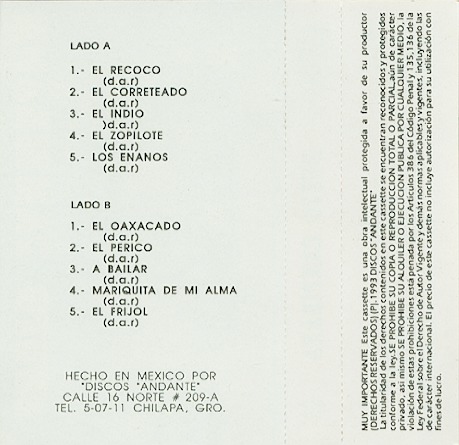 LADO A
1.- EL RECOCO
(d.a.r)
2.- EL CORRETEADO
(d.a.r)
3.- EL INDIO
)d.a.r)
4.- EL ZOPILOTE
(d.a.r)
5.- LOS ENANOS
(d.a.r)
LADO B
1.- EL OAXACADO
(d.a.r)
2.- EL PERICO
(d.a.r)
3.- A BAILAR
(d.a.r)
4.- MARIQUITA DE MI ALMA
(d.a.r)
5.- EL FRIJOL
(d.a.r)
HECHO EN MEXICO POR
"DISCOS "ANDANTE"
CALLE 16 NORTE # 209-A
TEL. 5-07-11 CHILAPA, GRO.
MUY IMPORTANTE Este cassette es una obra intelectual protegida a favor de su productor
(DERECHOS RESERVADOS) (P).1993 DISCOS "ANDANTE"
La titularidad de los derechos contenidos en este cassette se encuentran reconocidos y protegidos
conforme a la ley.SE PROHIBE SU COPIA O REPRODUCCION TOTAL O PARCIAL,aún de carácter
privado, asi mismo SE PROHIBE SU ALQUILER O EJECUCION PUBLICA POR CUALQUIER MEDIO, la
violación de estas prohibiciones esta penada por los Artículos 386 del Código Penal y 135,136 de la
Ley Federal sobre el Derecho de Autor Vigente y demás normas aplicables y vigentes, incluyendo las
de carácter internacional. El precio de este cassette no incluye autorización para su utilización con
fines de lucro.